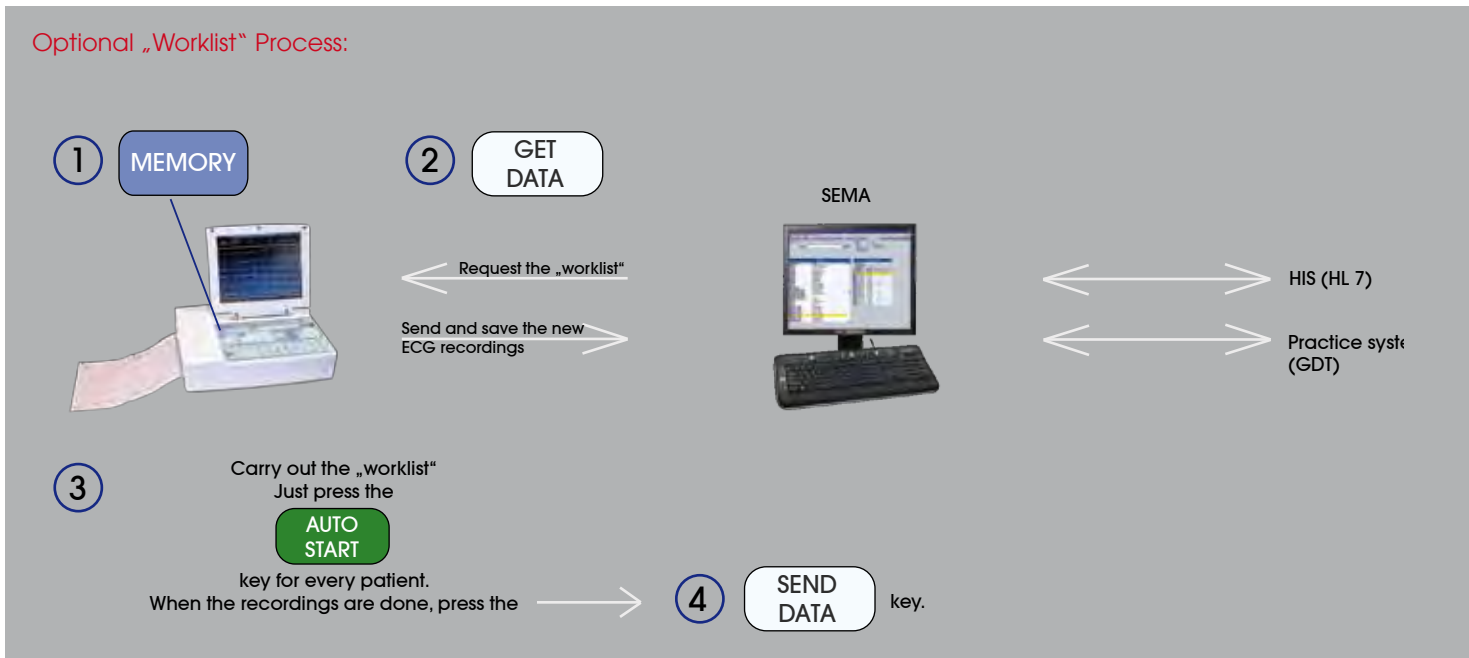 Optional „Worklist“ Process:
1
MEMORY
2
GET
DATA
SEMA
Request the „worklist“
Send and save the new
ECG recordings
HIS (HL 7)
Practice syste
(GDT)
3
Carry out the „worklist“
Just press the
AUTO
START
key for every patient.
When the recordings are done, press the
4
SEND
DATA
key.